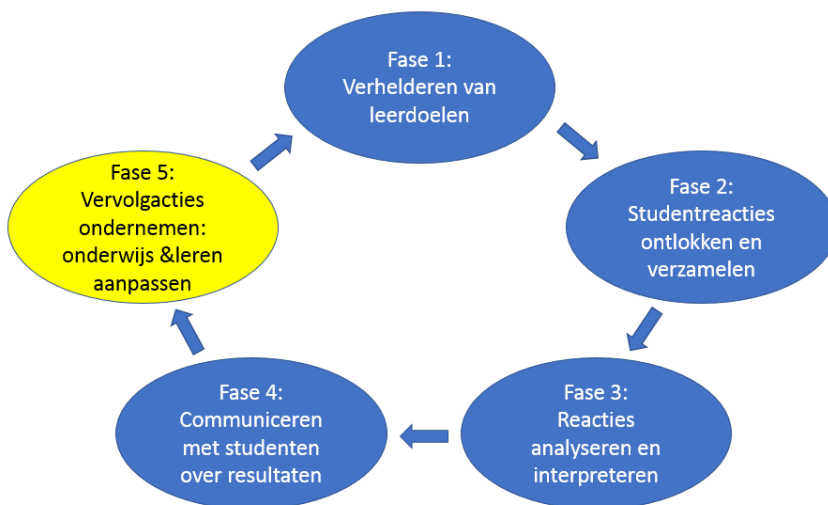 Fase 1:
Verhelderen van
leerdoelen
Fase 2:
Studentreacties
ontlokken en
verzamelen
Fase 3:
Reacties
analyseren en
interpreteren
Fase 4:
Communiceren
met studenten
over resultaten
Fase 5:
Vervolgacties
ondernemen:
onderwijs &leren
aanpassen